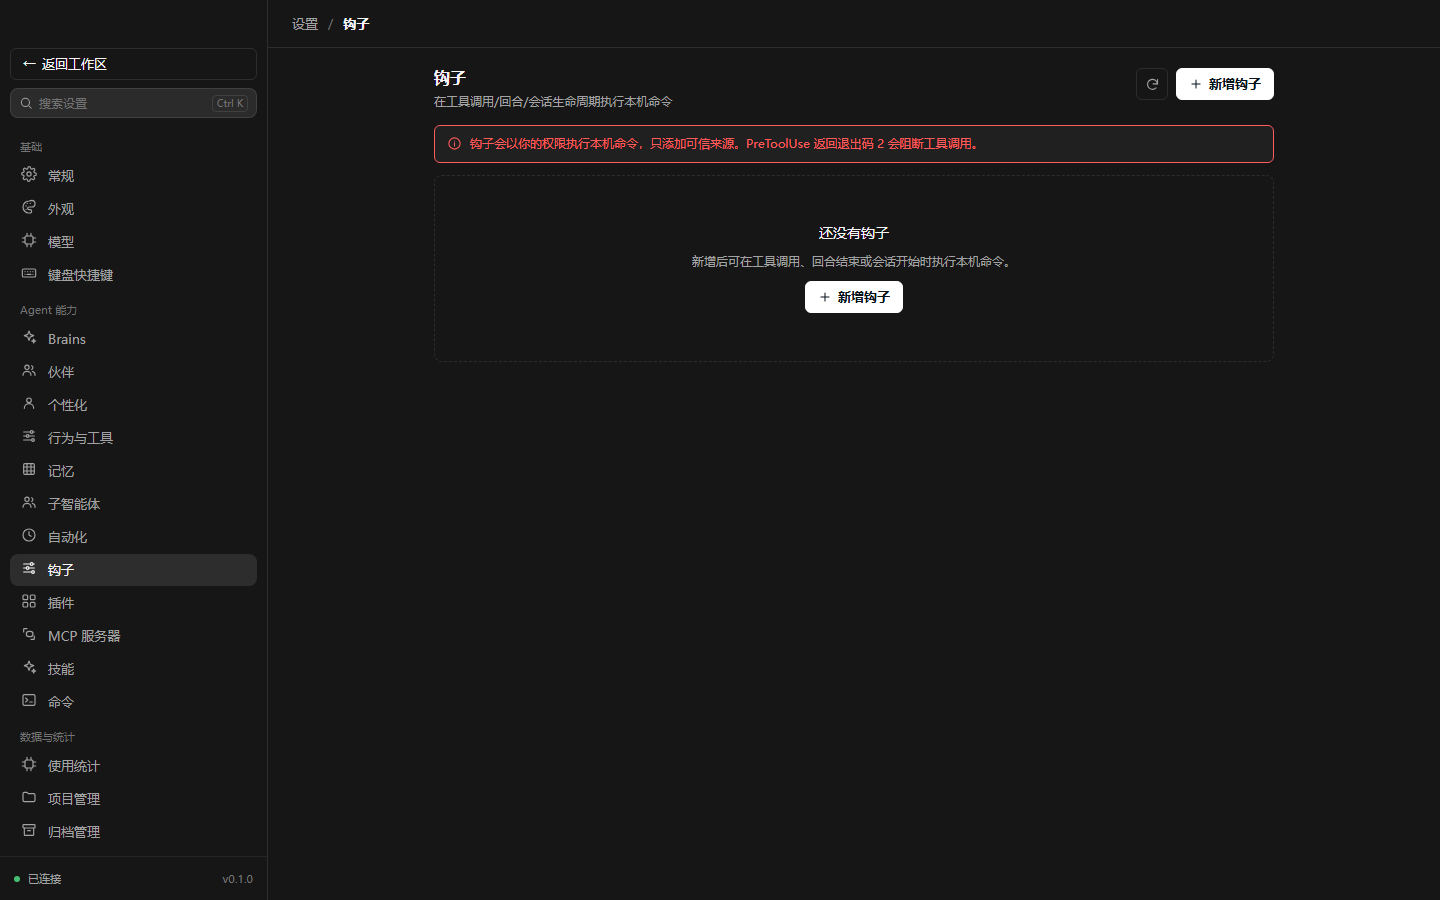 设置 / 钩子
← 返回工作区
搜索设置 Ctrl K
基础
常规
外观
模型
键盘快捷键
Agent 能力
Brains
伙伴
个性化
行为与工具
记忆
子智能体
自动化
钩子
插件
MCP 服务器
技能
命令
数据与统计
使用统计
项目管理
归档管理
已连接 v0.1.0
钩子
在工具调用/回合/会话生命周期执行本机命令
+ 新增钩子
钩子会以你的权限执行本机命令，只添加可信来源。PreToolUse 返回退出码 2 会阻断工具调用。
还没有钩子
新增后可在工具调用、回合结束或会话开始时执行本机命令。
+ 新增钩子